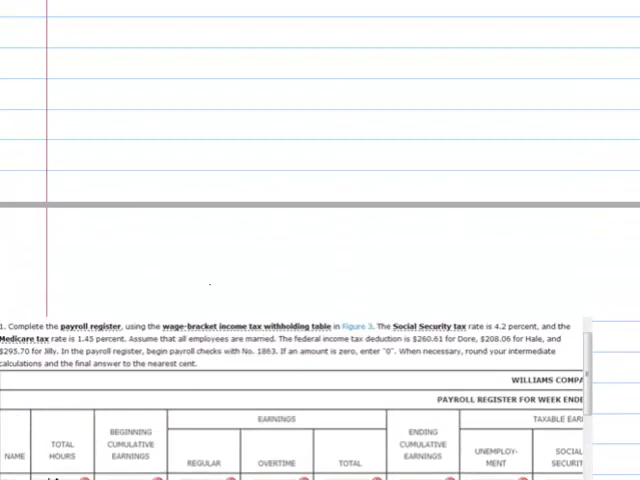 1. Complete the payroll register, using the wage-bracket income tax withholding table in Figure 3. The Social Security tax rate is 4.2 percent, and the
Medicare tax rate is 1.45 percent. Assume that all employees are married. The federal income tax deduction is $260.61 for Dore, $208.06 for Hale, and
$295.70 for Jilly. In the payroll register, begin payroll checks with No. 1863. If an amount is zero, enter "0". When necessary, round your intermediate
calculations and the final answer to the nearest cent.
WILLIAMS COMPA
PAYROLL REGISTER FOR WEEK ENDE
EARNINGS
TAXABLE EAR
NAME
TOTAL
HOURS
BEGINNING
CUMULATIVE
EARNINGS
REGULAR
OVERTIME
TOTAL
ENDING
CUMULATIVE
EARNINGS
UNEMPLOY-
MENT
SOCIAL
SECURIT